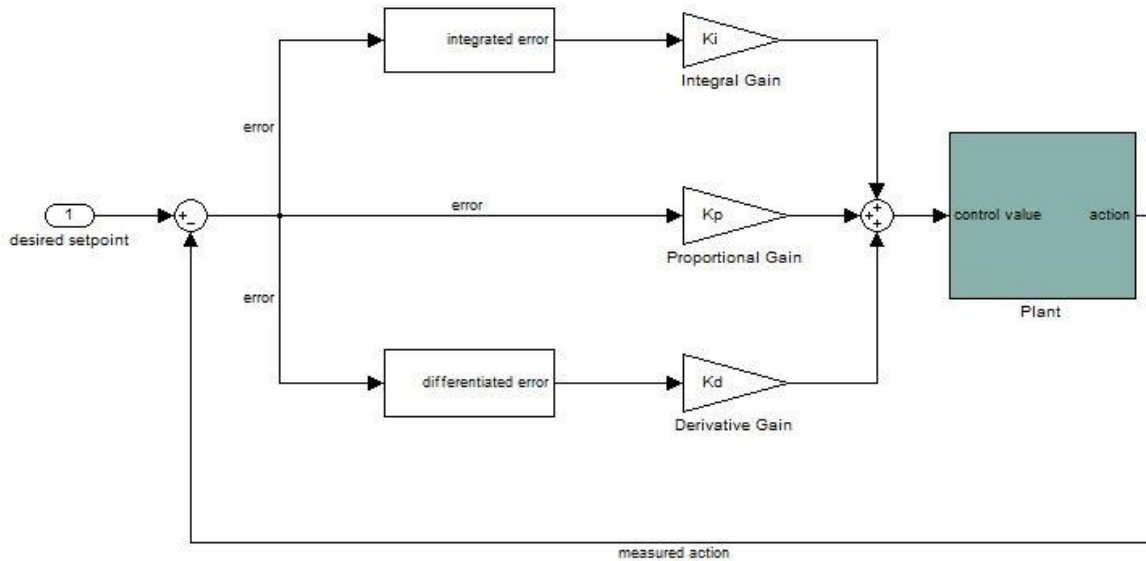 integrated error
Ki
Integral Gain
error
1
+
−
desired setpoint
error
Kp
Proportional Gain
+
+
+
control value
action
Plant
error
differentiated error
Kd
Derivative Gain
measured action